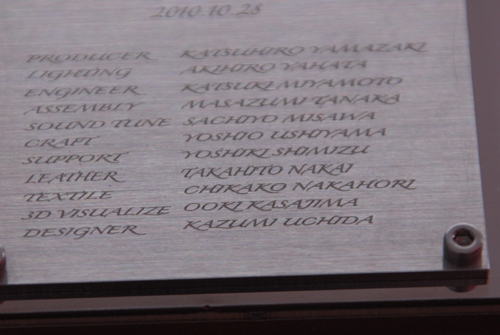 2010.10.28
PRODUCER KATSUHIRO YAMAZAKI
LIGHTING AKIHIRO YAHATA
ENGINEER KATSUKI MIYAMOTO
ASSEMBLY MASAZUMI TANAKA
SOUND TUNE SACHIYO MISAWA
CRAFT YOSHIO USHIYAMA
SUPPORT YOSHIKI SHIMIZU
LEATHER TAKAHITO NAKAI
TEXTILE CHIKAKO NAKAHORI
3D VISUALIZE OOKI KASAJIMA
DESIGNER KAZUMI UCHIDA